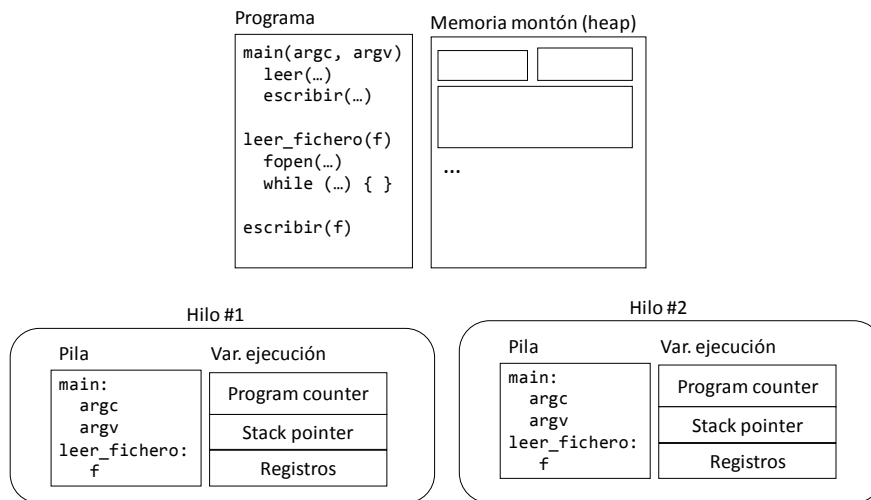 Programa
main(argc, argv)
leer(…)
escribir(…)
leer_fichero(f)
fopen(…)
while (…) { }
escribir(f)
Memoria montón (heap)
...
Hilo #1
Pila
main:
argc
argv
leer_fichero:
f
Var. ejecución
Program counter
Stack pointer
Registros
Hilo #2
Pila
main:
argc
argv
leer_fichero:
f
Var. ejecución
Program counter
Stack pointer
Registros